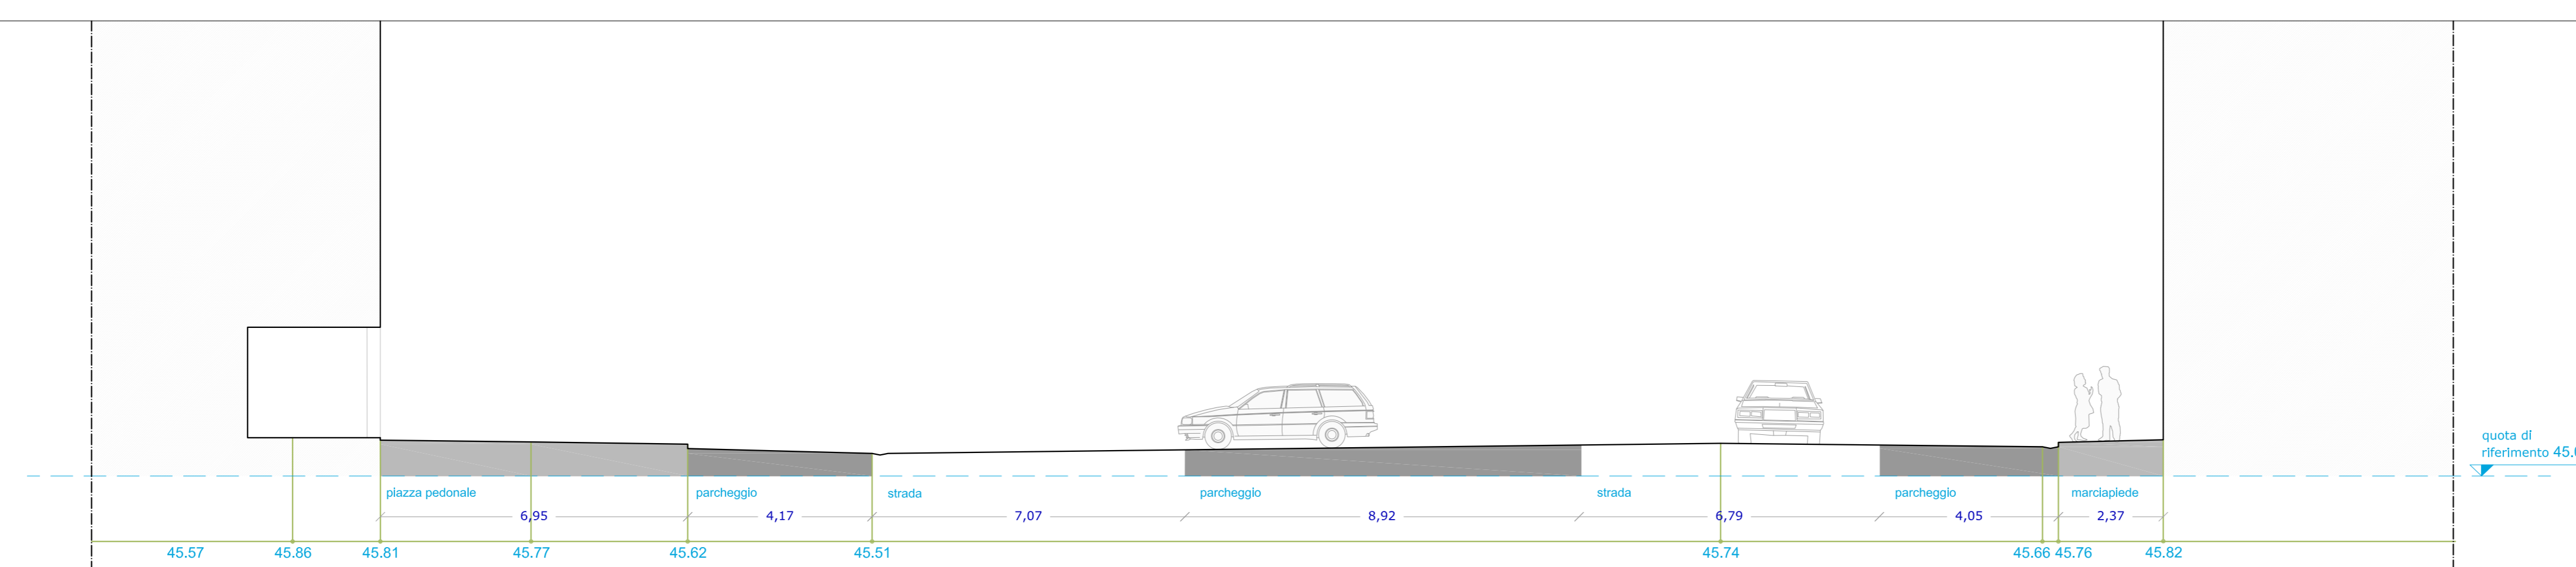 quota di
riferimento 45.
piazza pedonale
parcheggio
strada
parcheggio
strada
parcheggio
marciapiede
6,95
4,17
7,07
8,92
6,79
4,05
2,37
45.57
45.86
45.81
45.77
45.62
45.51
45.74
45.66
45.76
45.82